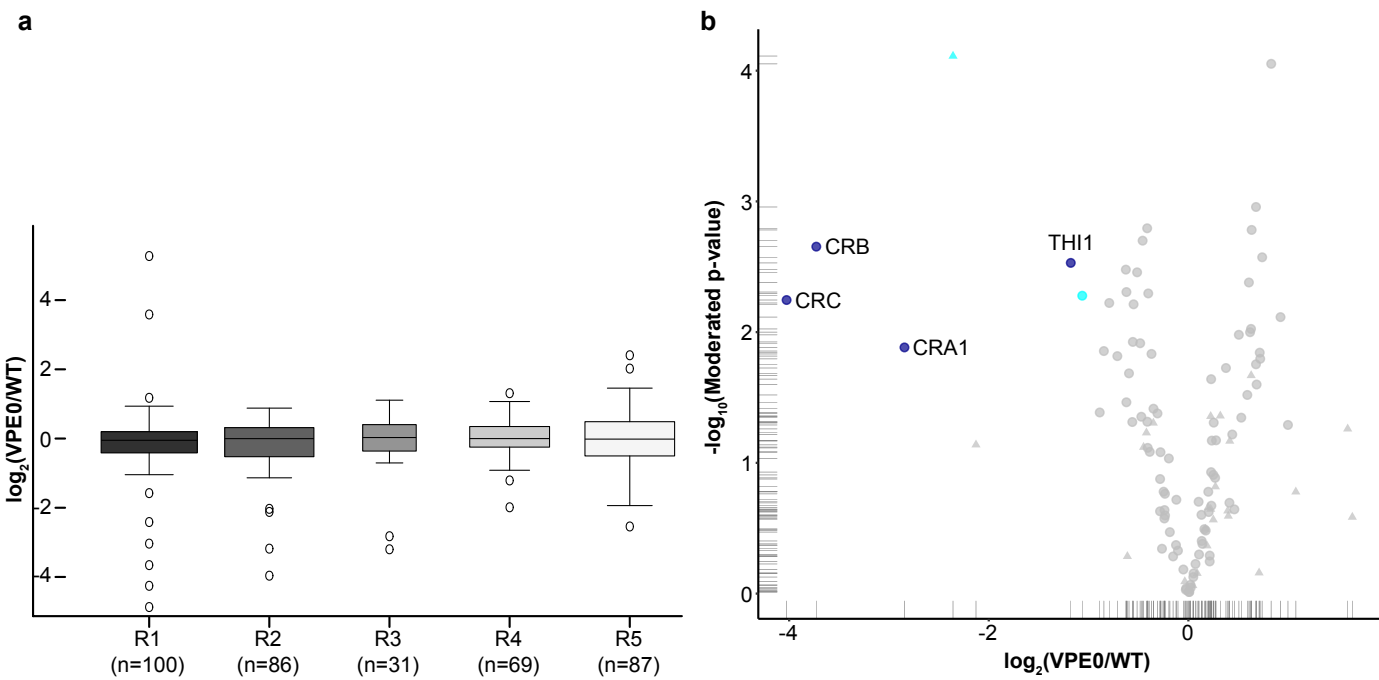 a
log2(VPE0/WT)
4
2
0
-2
-4
R1
(n=100)
R2
(n=86)
R3
(n=31)
R4
(n=69)
R5
(n=87)
b
-log10(Moderated p-value)
4
3
2
1
0
CRB
CRC
CRA1
THI1
-4
-2
0
log2(VPE0/WT)